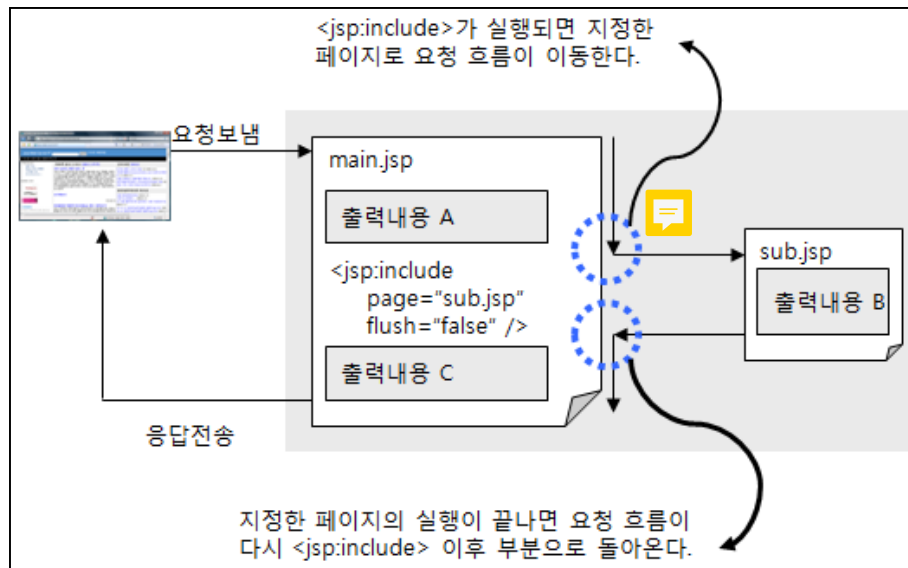 <jsp:include>가 실행되면 지정한
페이지로 요청 흐름이 이동한다.
요청보냄
main.jsp
출력내용 A
<jsp:include
page="sub.jsp"
flush="false" />
출력내용 C
sub.jsp
출력내용 B
응답전송
지정한 페이지의 실행이 끝나면 요청 흐름이
다시 <jsp:include> 이후 부분으로 돌아온다.